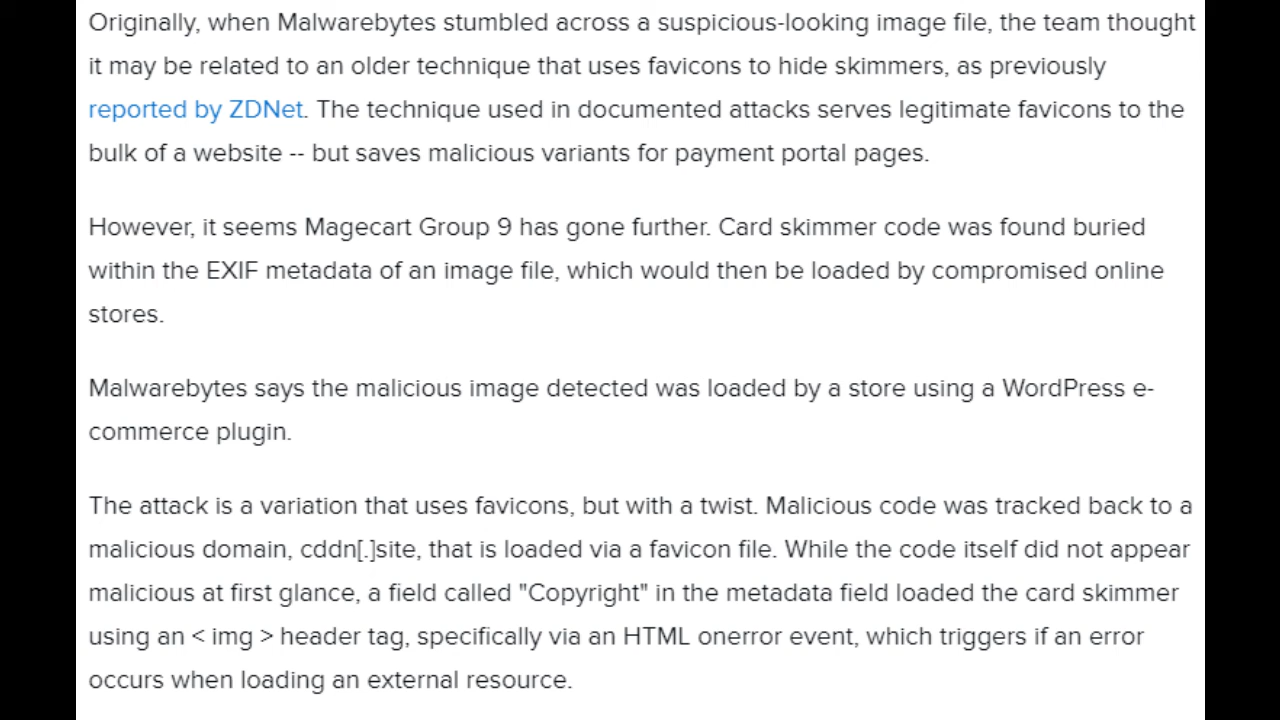 Originally, when Malwarebytes stumbled across a suspicious-looking image file, the team thought
it may be related to an older technique that uses favicons to hide skimmers, as previously
reported by ZDNet. The technique used in documented attacks serves legitimate favicons to the
bulk of a website -- but saves malicious variants for payment portal pages.
However, it seems Magecart Group 9 has gone further. Card skimmer code was found buried
within the EXIF metadata of an image file, which would then be loaded by compromised online
stores.
Malwarebytes says the malicious image detected was loaded by a store using a WordPress e-
commerce plugin.
The attack is a variation that uses favicons, but with a twist. Malicious code was tracked back to a
malicious domain, cddn[.]site, that is loaded via a favicon file. While the code itself did not appear
malicious at first glance, a field called "Copyright" in the metadata field loaded the card skimmer
using an < img > header tag, specifically via an HTML onerror event, which triggers if an error
occurs when loading an external resource.